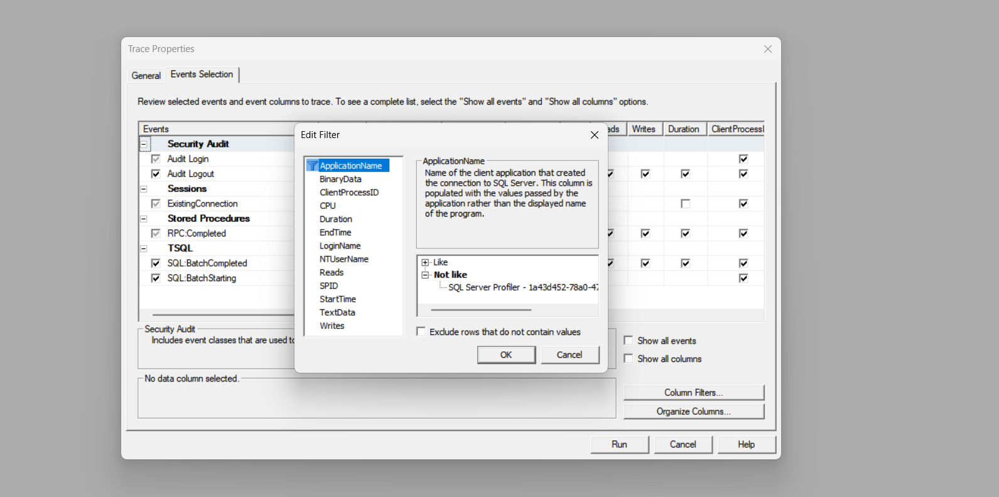 Trace Properties
General
Events Selection
Review selected events and event columns to trace. To see a complete list, select the "Show all events" and "Show all columns" options.
Events
Writes
Duration
Security Audit
Audit Login
Audit Logout
Sessions
ExistingConnection
Stored Procedures
RPC:Completed
TSQL
SQL:BatchCompleted
SQL:BatchStarting
Edit Filter
ApplicationName
BinaryData
ClientProcessID
CPU
Duration
EndTime
LoginName
NTUserName
Reads
SPID
StartTime
TextData
Writes
ApplicationName
Name of the client application that created
the connection to SQL Server. This column is
populated with the values passed by the
application rather than the displayed name
of the program.
Like
Not like
SQL Server Profiler - 1a43d452-78a0-47
Exclude rows that do not contain values
OK
Cancel
Security Audit
Includes event classes that are used to
No data column selected.
Show all events
Show all columns
Column Filters...
Organize Columns...
Run
Cancel
Help